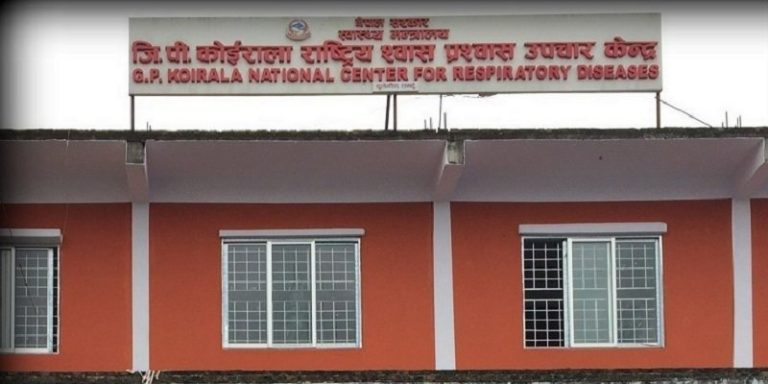 नेपाल सरकार
स्वास्थ्य मन्त्रालय
जि.पी. कोईराला राष्ट्रिय श्वास प्रश्वास उपचार केन्द्र
G.P. KOIRALA NATIONAL CENTER FOR RESPIRATORY DISEASES